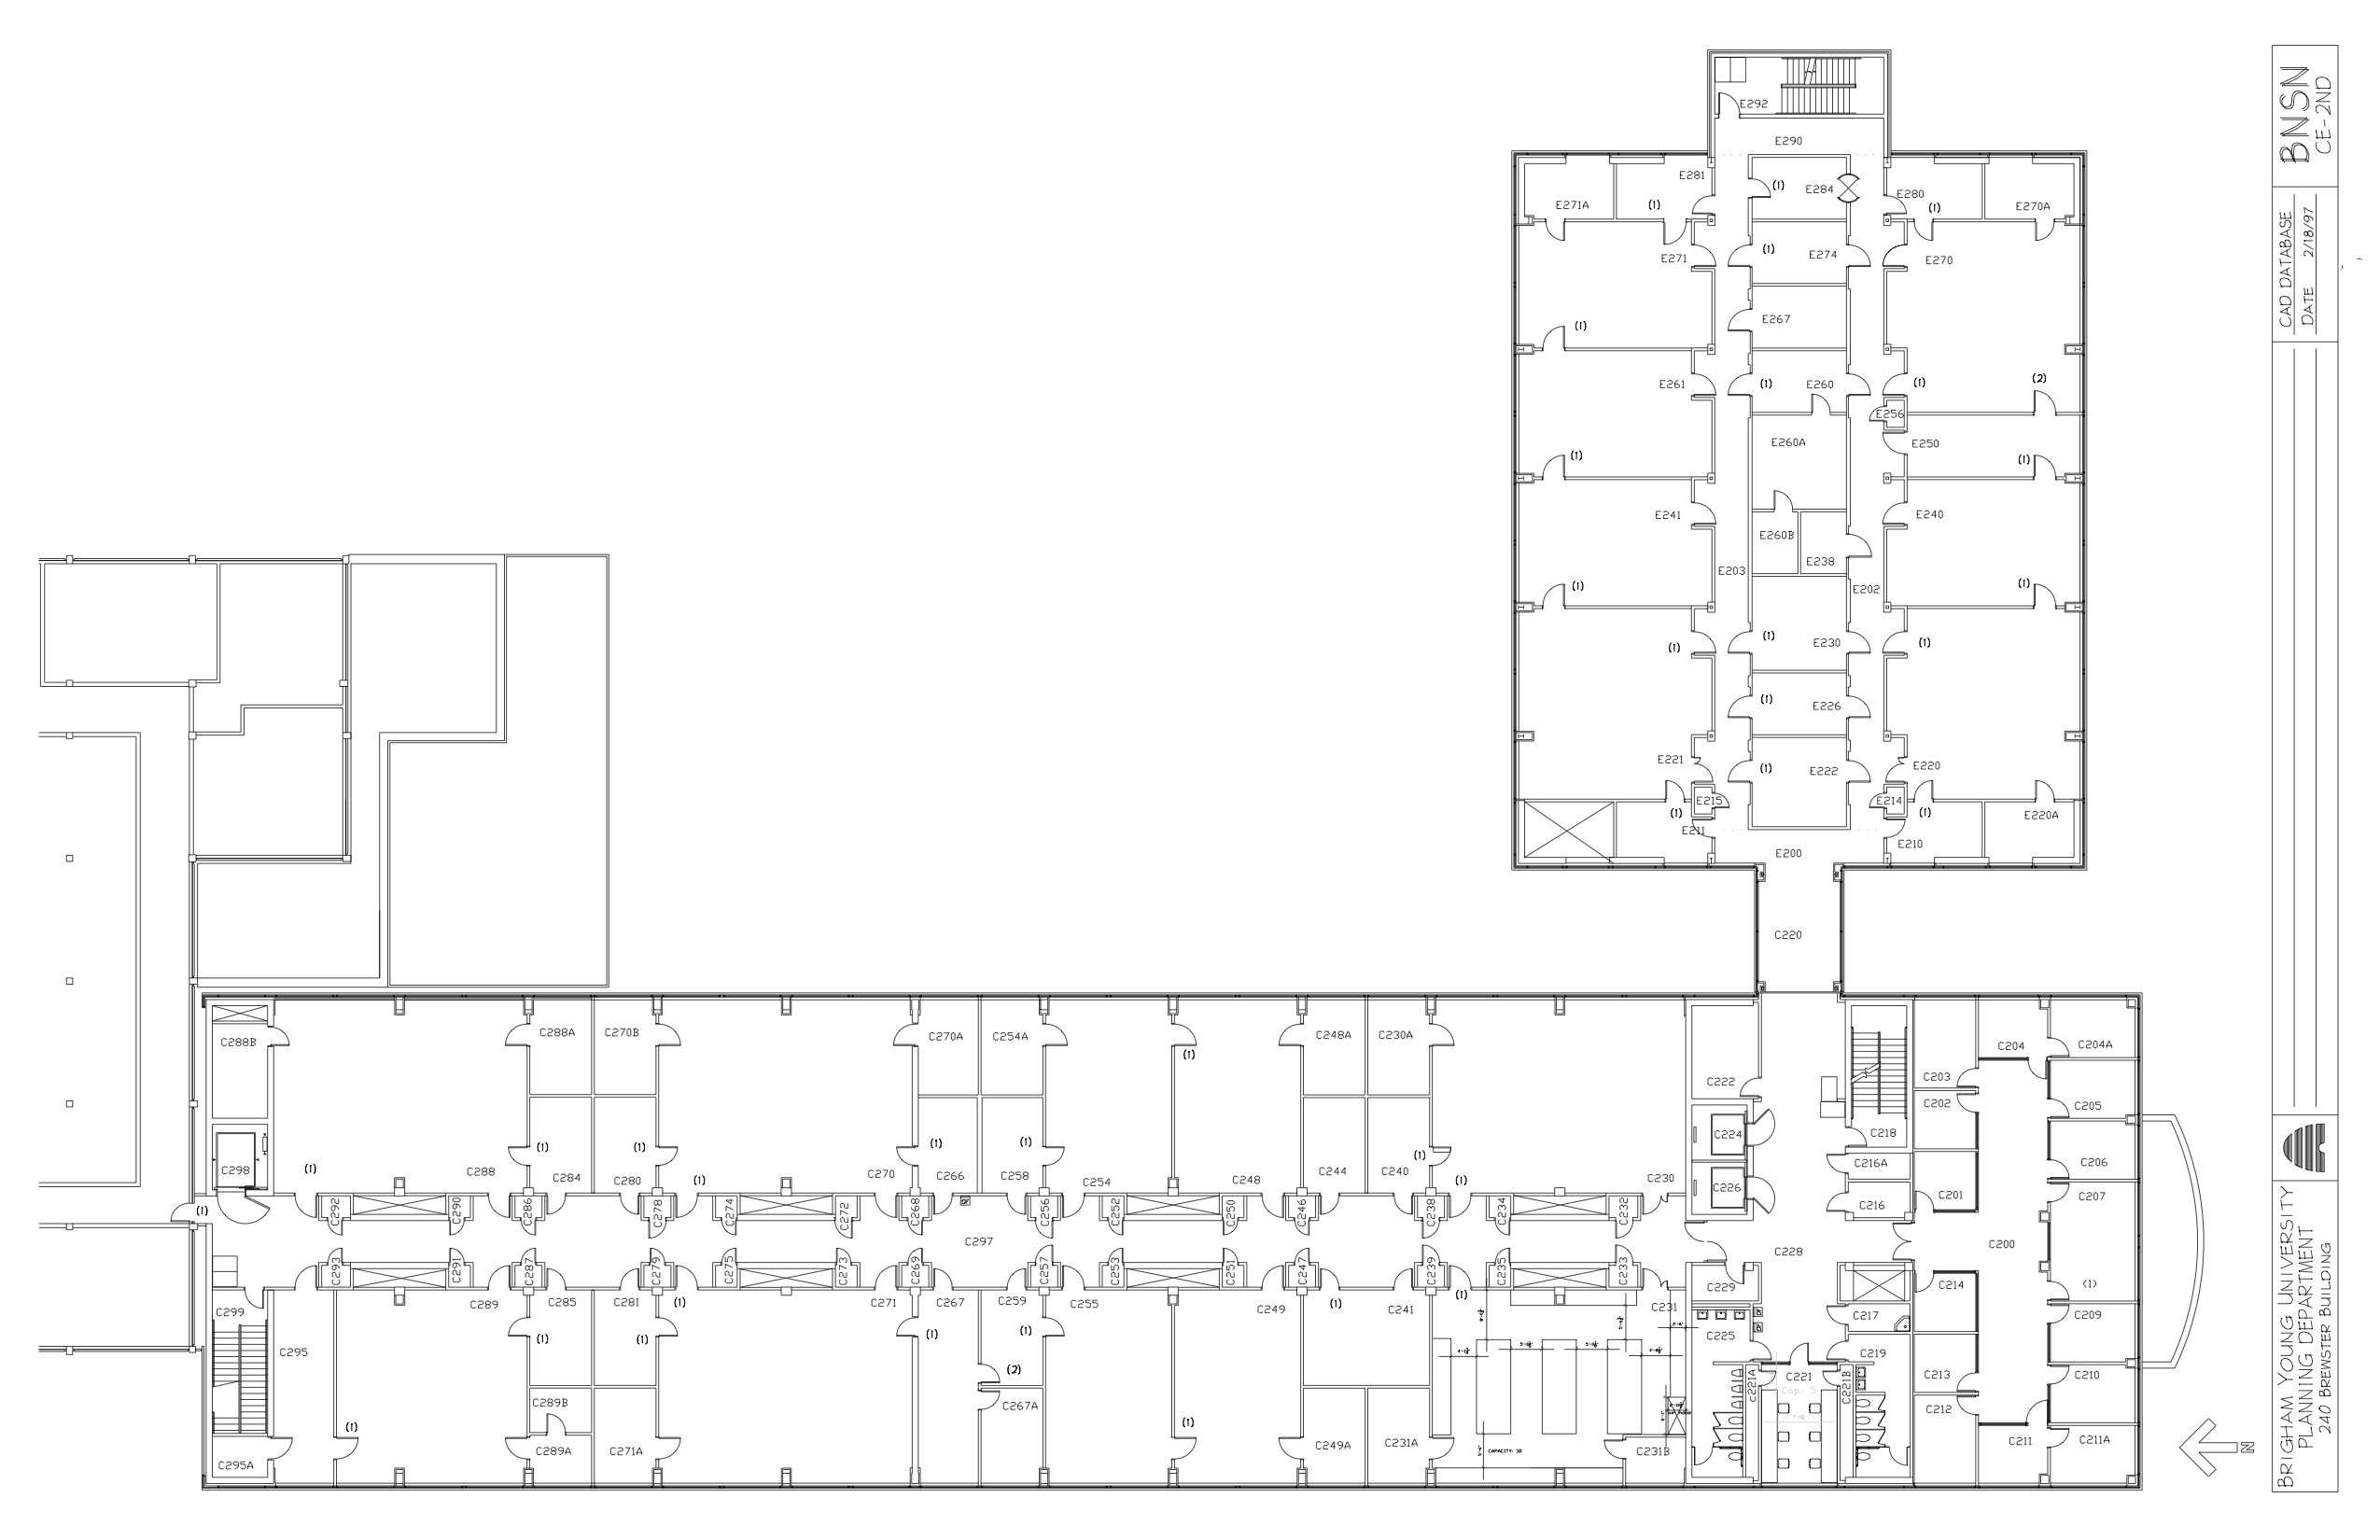 BNSN
CE-2ND
CAD DATABASE
DATE 2/18/97
BRIGHAM YOUNG UNIVERSITY
PLANNING DEPARTMENT
240 BREWSTER BUILDING
N
E292
E290
E281
(1)
E284
E280
E271A
(1)
(1)
E270A
E271
(1)
E274
E270
E267
(1)
E261
(1)
E260
(1)
(2)
E256
E260A
E250
(1)
(1)
E241
E240
E260B
E238
E203
E202
(1)
(1)
(1)
(1)
E230
(1)
(1)
E226
E221
(1)
E222
E220
E215
E214
(1)
(1)
E220A
E211
E210
E200
C220
C288B
C288A
C270B
C270A
C254A
(1)
C248A
C230A
C204
C204A
C222
C203
C202
C205
C224
C218
C298
(1)
C288
(1)
C284
(1)
C280
(1)
C270
(1)
C266
(1)
C258
C254
C248
C244
C240
(1)
(1)
C230
C226
C216A
C216
C201
C206
C207
(1)
C292
C290
C286
C278
C274
C272
C268
C256
C252
C250
C246
C238
C234
C232
C297
C228
C200
C293
C291
C287
C279
C275
C273
C269
C257
C253
C251
C247
C239
C235
C233
C229
C214
(1)
C299
C289
C285
C281
(1)
C271
C267
C259
C255
C249
(1)
C241
(1)
C231
C217
C209
C295
(1)
(1)
(1)
(1)
C225
C219
(2)
C221
C221A
C221B
Cap: 5
C213
C210
C289B
C267A
C212
(1)
(1)
C295A
C289A
C271A
C249A
C231A
CAPACITY: 30
C231B
C211
C211A